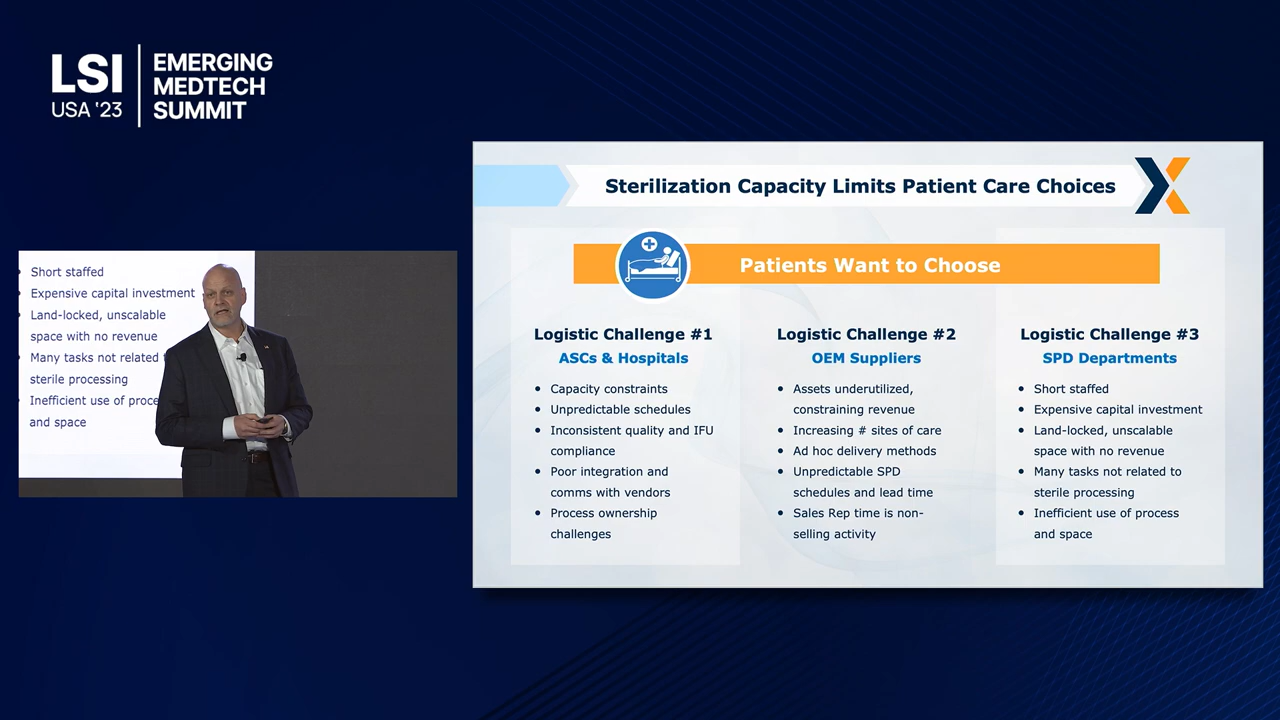 LSI
USA '23
EMERGING
MEDTECH
SUMMIT
Short staffed
Expensive capital investment
Land-locked, unscalable
space with no revenue
Many tasks not related
sterile processing
Inefficient use of
and space
Sterilization Capacity Limits Patient Care Choices
Patients Want to Choose
Logistic Challenge #1
ASCs & Hospitals
• Capacity constraints
• Unpredictable schedules
• Inconsistent quality and IFU
compliance
• Poor integration and
comms with vendors
• Process ownership
challenges
Logistic Challenge #2
OEM Suppliers
• Assets underutilized,
constraining revenue
• Increasing # sites of care
• Ad hoc delivery methods
• Unpredictable SPD
schedules and lead time
• Sales Rep time is non-
selling activity
Logistic Challenge #3
SPD Departments
• Short staffed
• Expensive capital investment
• Land-locked, unscalable
space with no revenue
• Many tasks not related to
sterile processing
• Inefficient use of process
and space